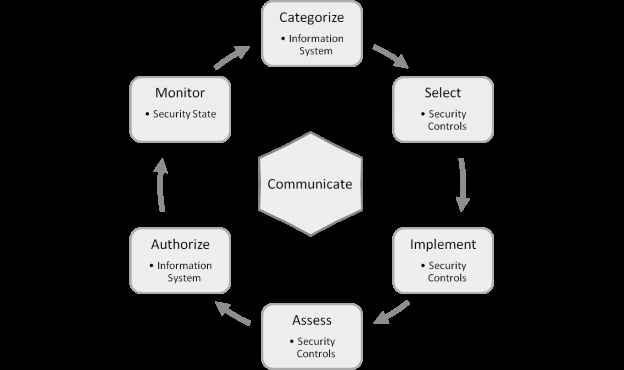 Categorize
• Information
System
Select
• Security
Controls
Implement
• Security
Controls
Assess
• Security
Controls
Authorize
• Information
System
Monitor
• Security State
Communicate